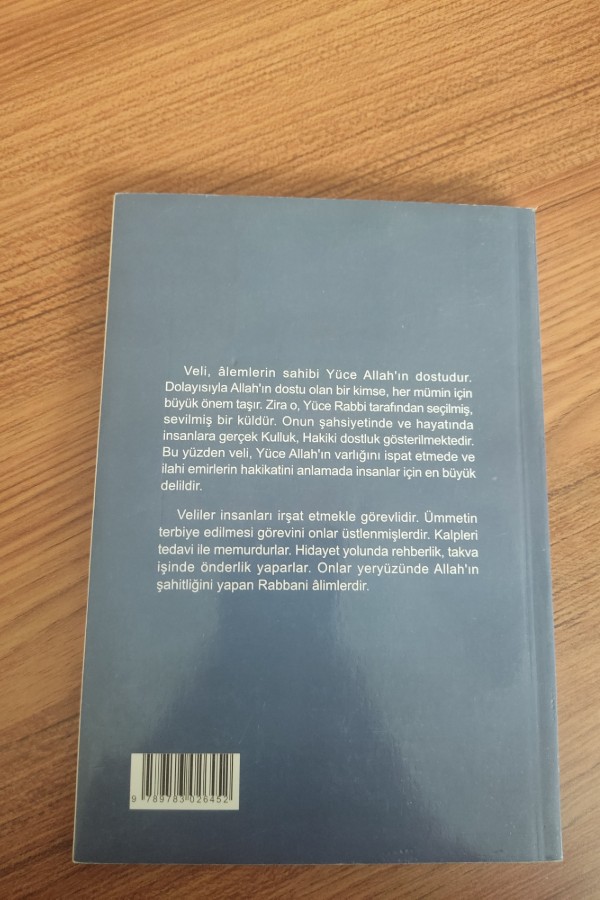 Veli, âlemlerin sahibi Yüce Allah'ın dostudur.
Dolayısıyla Allah'ın dostu olan bir kimse, her mümin için
büyük önem taşır. Zira o, Yüce Rabbi tarafından seçilmiş,
sevilmiş bir küldür. Onun şahsiyetinde ve hayatında
insanlara gerçek Kulluk, Hakiki dostluk gösterilmektedir.
Bu yüzden veli, Yüce Allah'ın varlığını ispat etmede ve
ilahi emirlerin hakikatini anlamada insanlar için en büyük
delildir.
Veliler insanları irşat etmekle görevlidir. Ümmetin
terbiye edilmesi görevini onlar üstlenmişlerdir. Kalpleri
tedavi ile memurdurlar. Hidayet yolunda rehberlik, takva
işinde önderlik yaparlar. Onlar yeryüzünde Allah'ın
şahitliğini yapan Rabbani âlimlerdir.
9 789783 026452